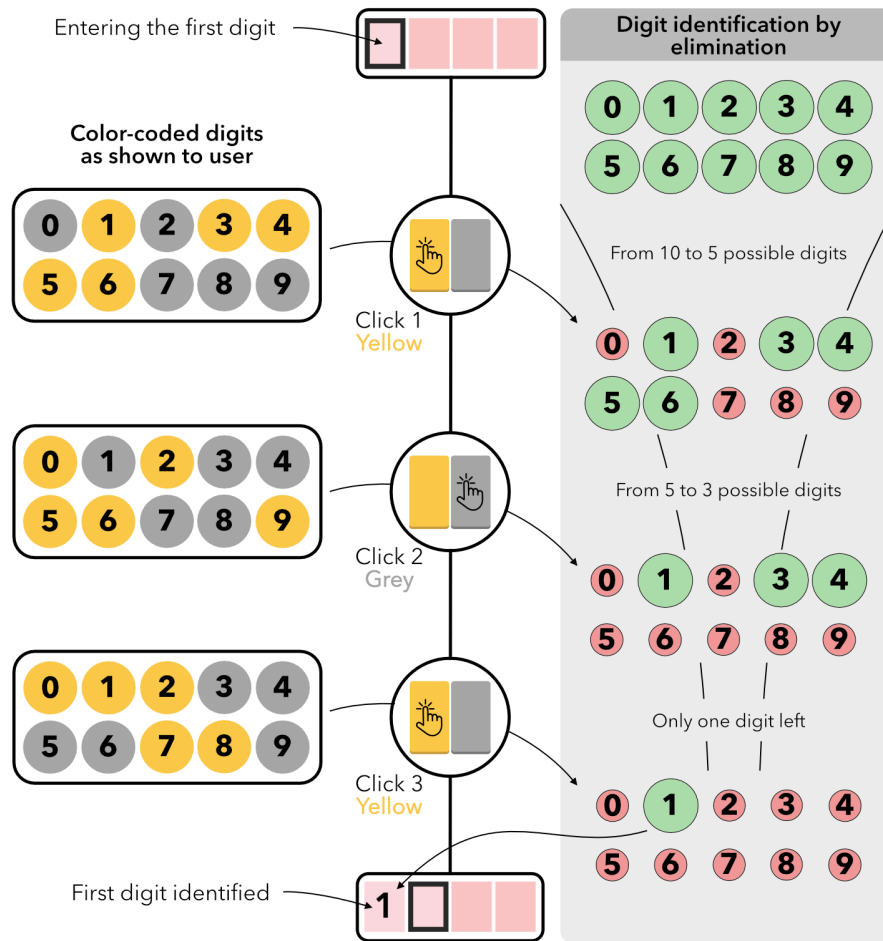 Entering the first digit
Digit identification by
elimination
0 1 2 3 4
5 6 7 8 9
Color-coded digits
as shown to user
0 1 2 3 4
5 6 7 8 9
Click 1
Yellow
From 10 to 5 possible digits
0 1 2 3 4
5 6 7 8 9
0 1 2 3 4
5 6 7 8 9
Click 2
Grey
From 5 to 3 possible digits
0 1 2 3 4
5 6 7 8 9
0 1 2 3 4
5 6 7 8 9
Click 3
Yellow
Only one digit left
0 1 2 3 4
5 6 7 8 9
First digit identified
1